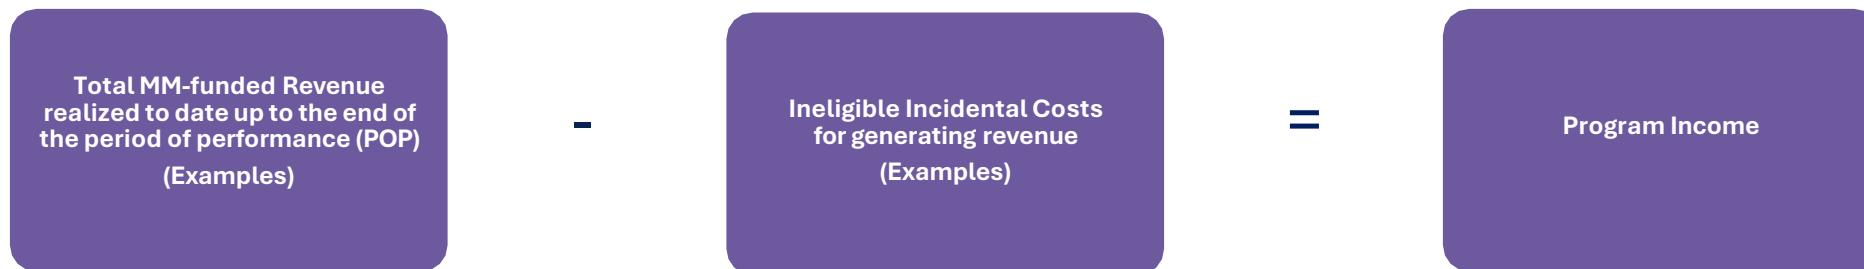 Total MM-funded Revenue
realized to date up to the end of
the period of performance (POP)
(Examples)
-
Ineligible Incidental Costs
for generating revenue
(Examples)
=
Program Income